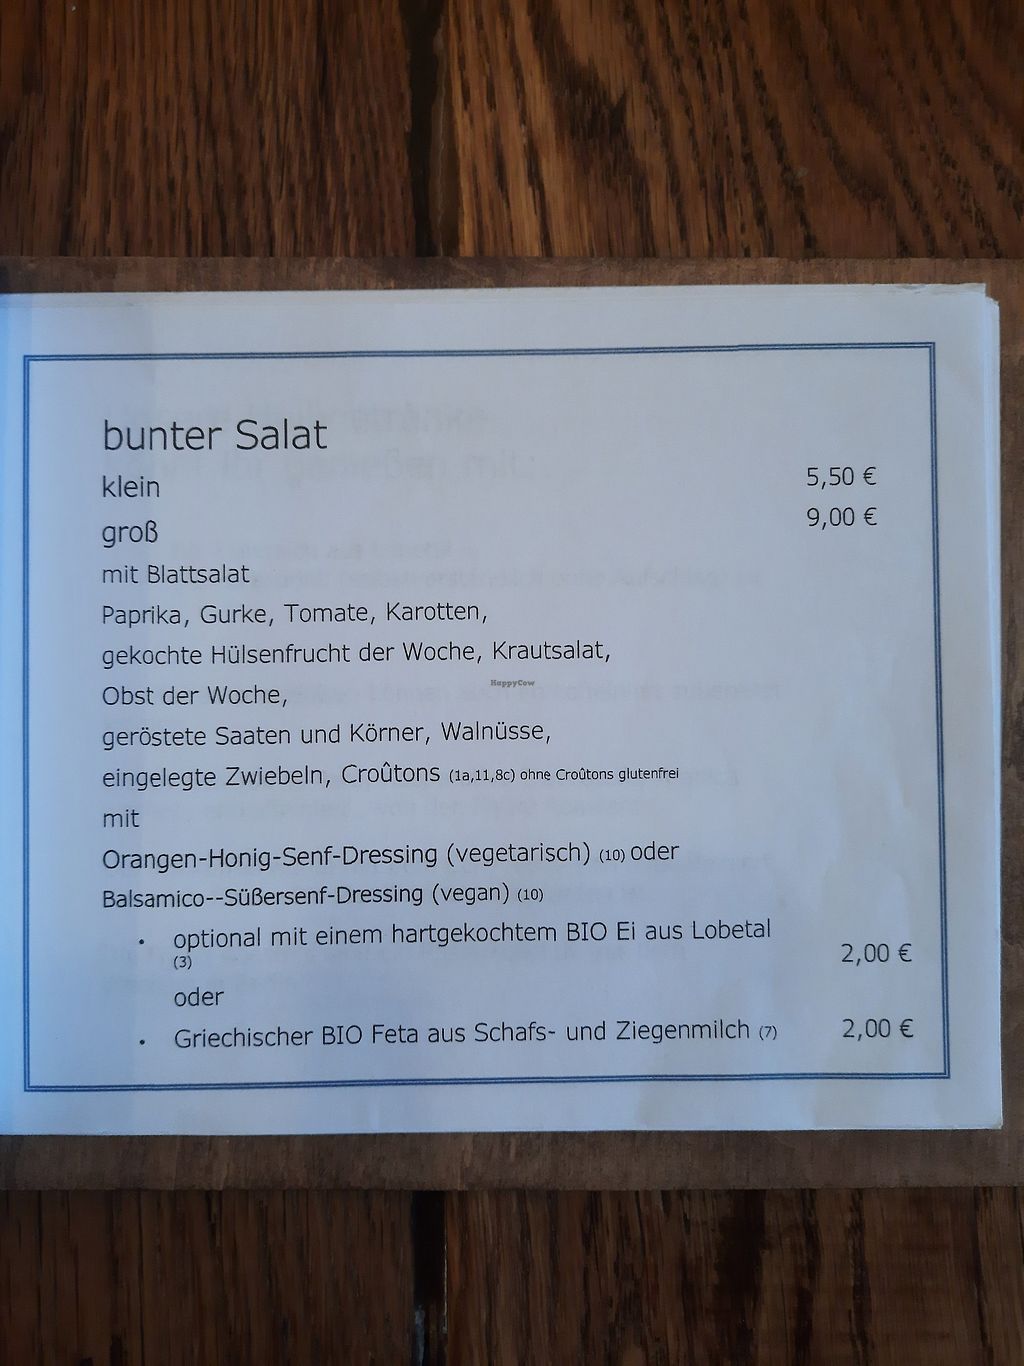 bunter Salat
klein 5,50 €
groß 9,00 €
mit Blattsalat
Paprika, Gurke, Tomate, Karotten,
gekochte Hülsenfrucht der Woche, Krautsalat,
HappyCow
Obst der Woche,
geröstete Saaten und Körner, Walnüsse,
eingelegte Zwiebeln, Croûtons (1a,11,8c) ohne Croûtons glutenfrei
mit
Orangen-Honig-Senf-Dressing (vegetarisch) (10) oder
Balsamico--Süßersenf-Dressing (vegan) (10)
• optional mit einem hartgekochtem BIO Ei aus Lobetal
(3) 2,00 €
oder
• Griechischer BIO Feta aus Schafs- und Ziegenmilch (7) 2,00 €